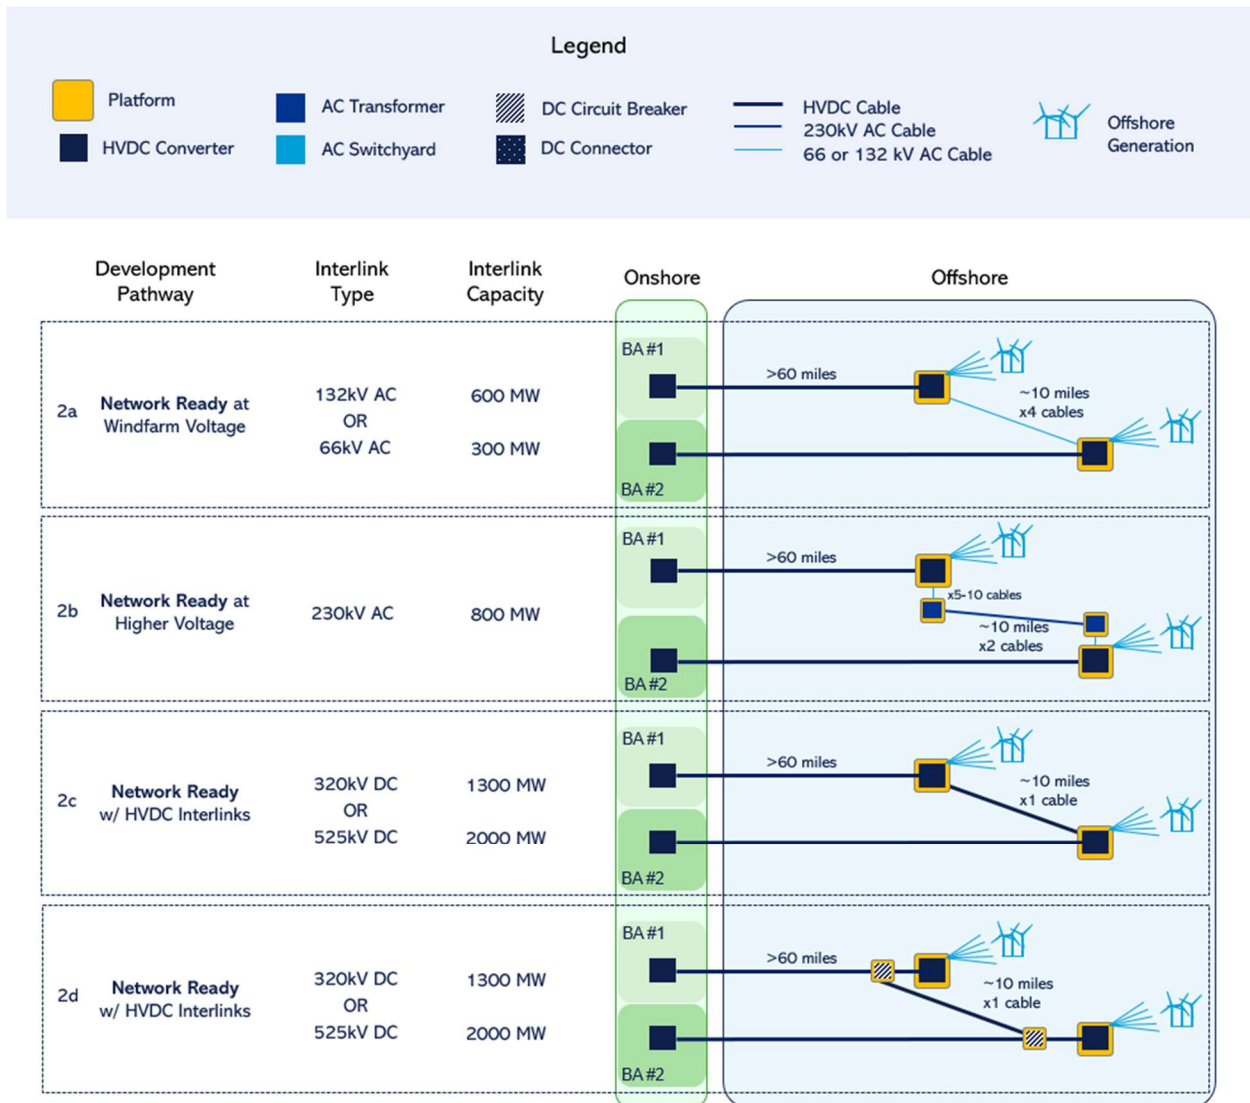 Legend
Platform
HVDC Converter
AC Transformer
AC Switchyard
DC Circuit Breaker
DC Connector
HVDC Cable
230kV AC Cable
66 or 132 kV AC Cable
Offshore
Generation
Development
Pathway
Interlink
Type
Interlink
Capacity
Onshore
Offshore
2a
Network Ready at
Windfarm Voltage
132kV AC
OR
66kV AC
600 MW
300 MW
BA #1
BA #2
>60 miles
~10 miles
x4 cables
2b
Network Ready at
Higher Voltage
230kV AC
800 MW
BA #1
BA #2
>60 miles
x5-10 cables
~10 miles
x2 cables
2c
Network Ready
w/ HVDC Interlinks
320kV DC
OR
525kV DC
1300 MW
2000 MW
BA #1
BA #2
>60 miles
~10 miles
x1 cable
2d
Network Ready
w/ HVDC Interlinks
320kV DC
OR
525kV DC
1300 MW
2000 MW
BA #1
BA #2
>60 miles
~10 miles
x1 cable